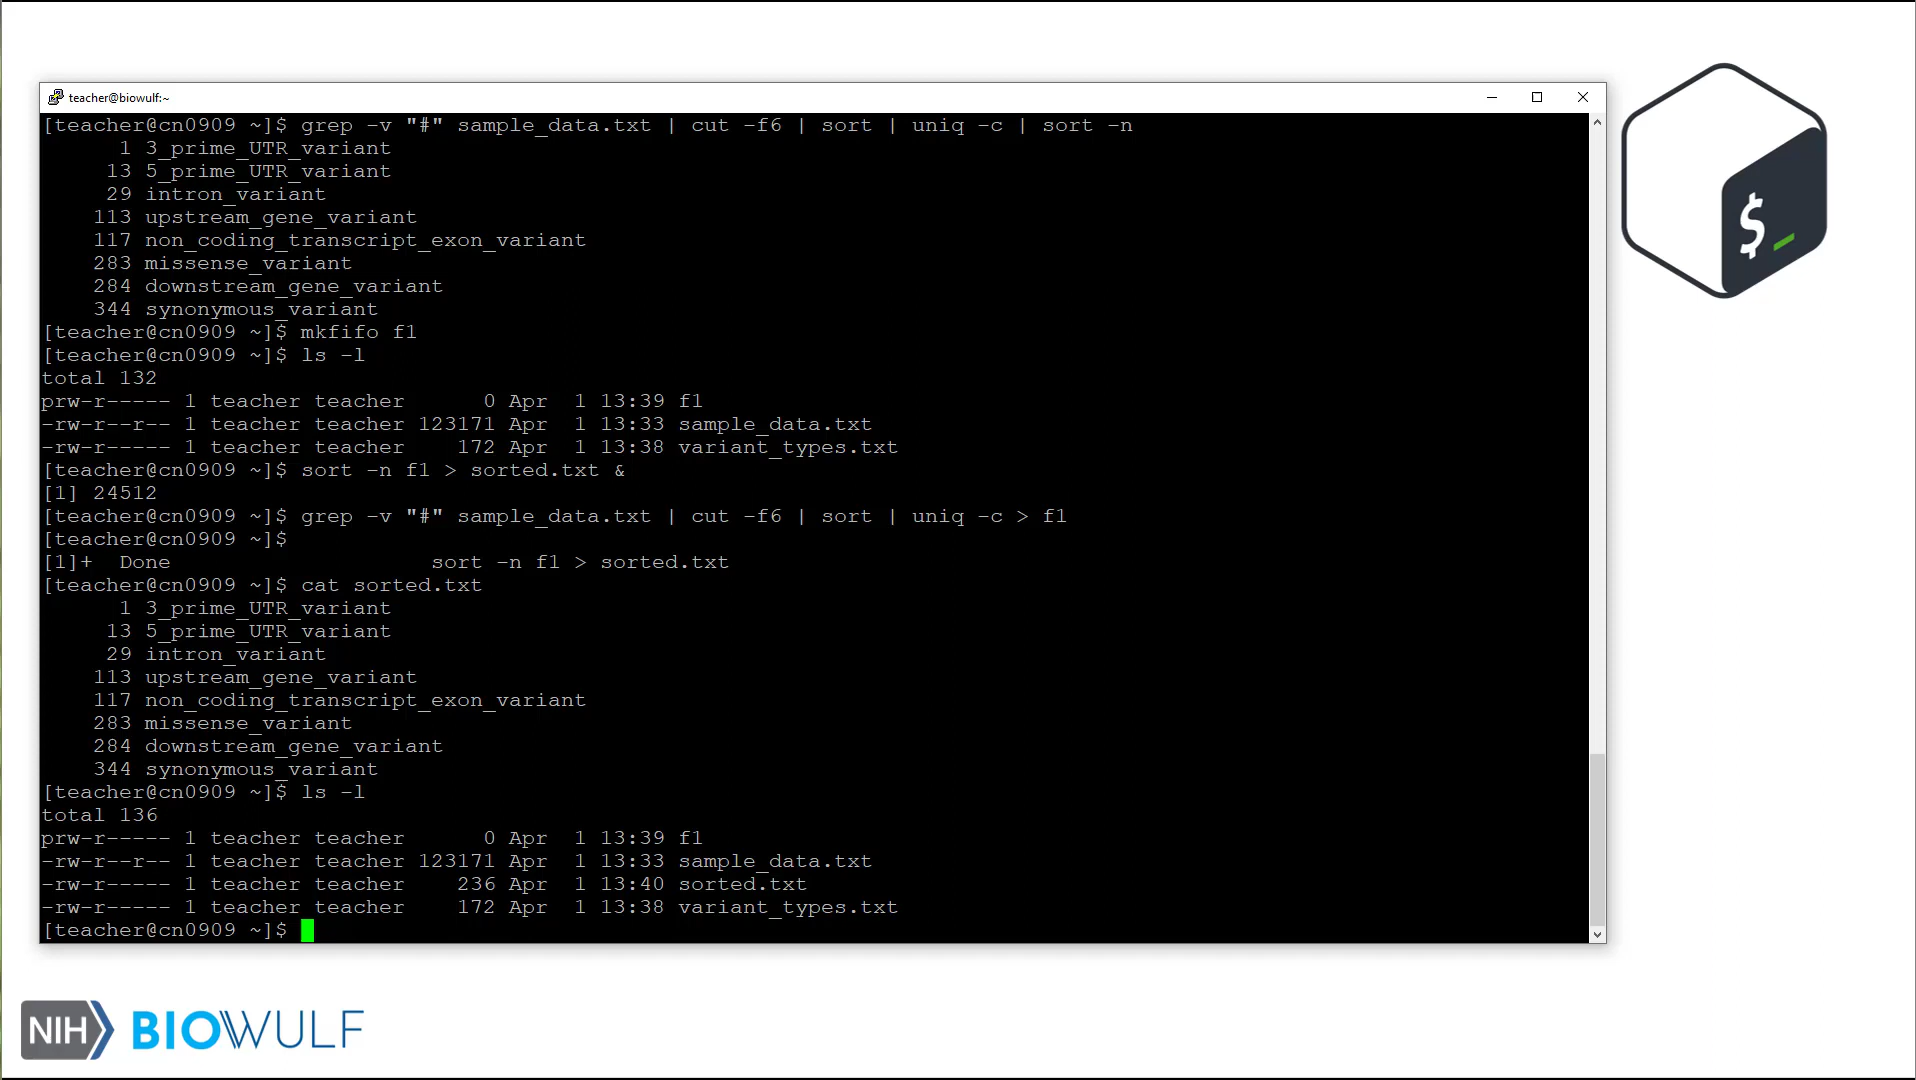 teacher@biowulf:~
[teacher@cn0909 ~]$ grep -v "#" sample_data.txt | cut -f6 | sort | uniq -c | sort -n
      1 3_prime_UTR_variant
     13 5_prime_UTR_variant
     29 intron_variant
    113 upstream_gene_variant
    117 non_coding_transcript_exon_variant
    283 missense_variant
    284 downstream_gene_variant
    344 synonymous_variant
[teacher@cn0909 ~]$ mkfifo f1
[teacher@cn0909 ~]$ ls -l
total 132
prw-r----- 1 teacher teacher      0 Apr  1 13:39 f1
-rw-r--r-- 1 teacher teacher 123171 Apr  1 13:33 sample_data.txt
-rw-r----- 1 teacher teacher    172 Apr  1 13:38 variant_types.txt
[teacher@cn0909 ~]$ sort -n f1 > sorted.txt &
[1] 24512
[teacher@cn0909 ~]$ grep -v "#" sample_data.txt | cut -f6 | sort | uniq -c > f1
[teacher@cn0909 ~]$
[1]+  Done                    sort -n f1 > sorted.txt
[teacher@cn0909 ~]$ cat sorted.txt
      1 3_prime_UTR_variant
     13 5_prime_UTR_variant
     29 intron_variant
    113 upstream_gene_variant
    117 non_coding_transcript_exon_variant
    283 missense_variant
    284 downstream_gene_variant
    344 synonymous_variant
[teacher@cn0909 ~]$ ls -l
total 136
prw-r----- 1 teacher teacher      0 Apr  1 13:39 f1
-rw-r--r-- 1 teacher teacher 123171 Apr  1 13:33 sample_data.txt
-rw-r----- 1 teacher teacher    236 Apr  1 13:40 sorted.txt
-rw-r----- 1 teacher teacher    172 Apr  1 13:38 variant_types.txt
[teacher@cn0909 ~]$
$_
NIH BIOWULF